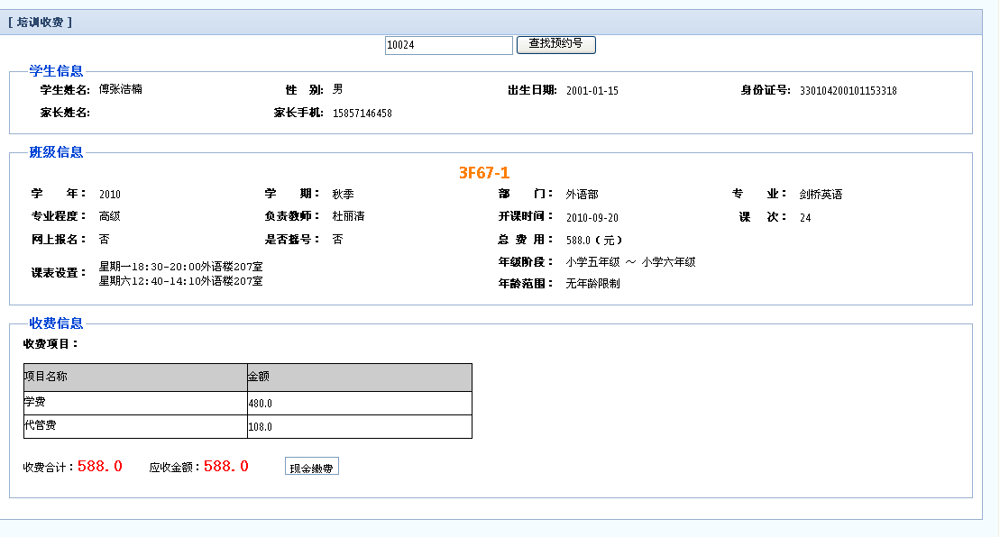 [ 培训收费 ]
10024 查找预约号
学生信息
学生姓名: 傅张浩楠 性 别: 男 出生日期: 2001-01-15 身份证号: 330104200101153318
家长姓名: 家长手机: 15857146458
班级信息
3F67-1
学 年： 2010 学 期： 秋季 部 门： 外语部 专 业： 剑桥英语
专业程度： 高级 负责教师： 杜丽清 开课时间： 2010-09-20 课 次： 24
网上报名： 否 是否摇号： 否 总 费 用： 588.0 ( 元 )
课表设置： 星期一18:30-20:00外语楼207室
星期六12:40-14:10外语楼207室
年级阶段： 小学五年级 ～ 小学六年级
年龄范围： 无年龄限制
收费信息
收费项目：
项目名称 金额
学费 480.0
代管费 108.0
收费合计：588.0 应收金额：588.0 现金缴费